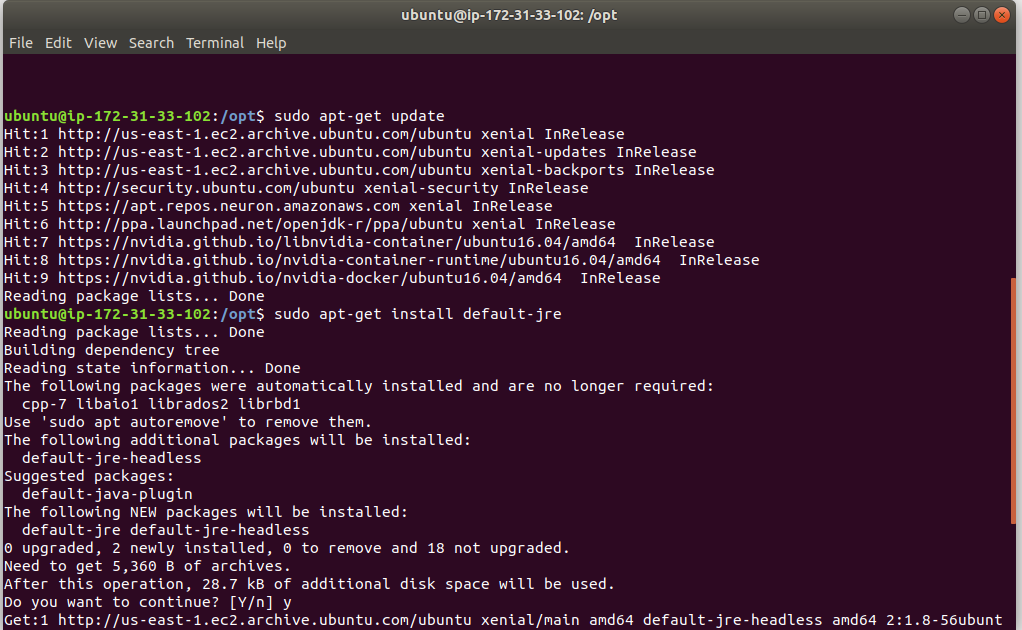 ubuntu@ip-172-31-33-102: /opt
File Edit View Search Terminal Help
ubuntu@ip-172-31-33-102:/opt$ sudo apt-get update
Hit:1 http://us-east-1.ec2.archive.ubuntu.com/ubuntu xenial InRelease
Hit:2 http://us-east-1.ec2.archive.ubuntu.com/ubuntu xenial-updates InRelease
Hit:3 http://us-east-1.ec2.archive.ubuntu.com/ubuntu xenial-backports InRelease
Hit:4 http://security.ubuntu.com/ubuntu xenial-security InRelease
Hit:5 https://apt.repos.neuron.amazonaws.com xenial InRelease
Hit:6 http://ppa.launchpad.net/openjdk-r/ppa/ubuntu xenial InRelease
Hit:7 https://nvidia.github.io/libnvidia-container/ubuntu16.04/amd64  InRelease
Hit:8 https://nvidia.github.io/nvidia-container-runtime/ubuntu16.04/amd64  InRelease
Hit:9 https://nvidia.github.io/nvidia-docker/ubuntu16.04/amd64  InRelease
Reading package lists... Done
ubuntu@ip-172-31-33-102:/opt$ sudo apt-get install default-jre
Reading package lists... Done
Building dependency tree
Reading state information... Done
The following packages were automatically installed and are no longer required:
  cpp-7 libaio1 librados2 librbd1
Use 'sudo apt autoremove' to remove them.
The following additional packages will be installed:
  default-jre-headless
Suggested packages:
  default-java-plugin
The following NEW packages will be installed:
  default-jre default-jre-headless
0 upgraded, 2 newly installed, 0 to remove and 18 not upgraded.
Need to get 5,360 B of archives.
After this operation, 28.7 kB of additional disk space will be used.
Do you want to continue? [Y/n] y
Get:1 http://us-east-1.ec2.archive.ubuntu.com/ubuntu xenial/main amd64 default-jre-headless amd64 2:1.8-56ubunt